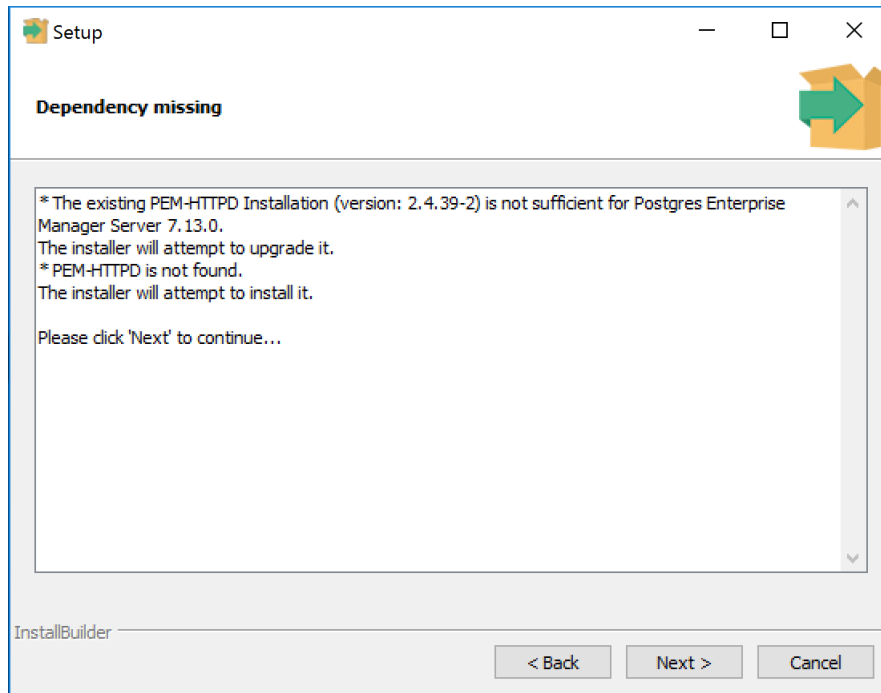 Setup
Dependency missing
* The existing PEM-HTTPD Installation (version: 2.4.39-2) is not sufficient for Postgres Enterprise
Manager Server 7.13.0.
The installer will attempt to upgrade it.
* PEM-HTTPD is not found.
The installer will attempt to install it.
Please click 'Next' to continue...
InstallBuilder
< Back
Next >
Cancel